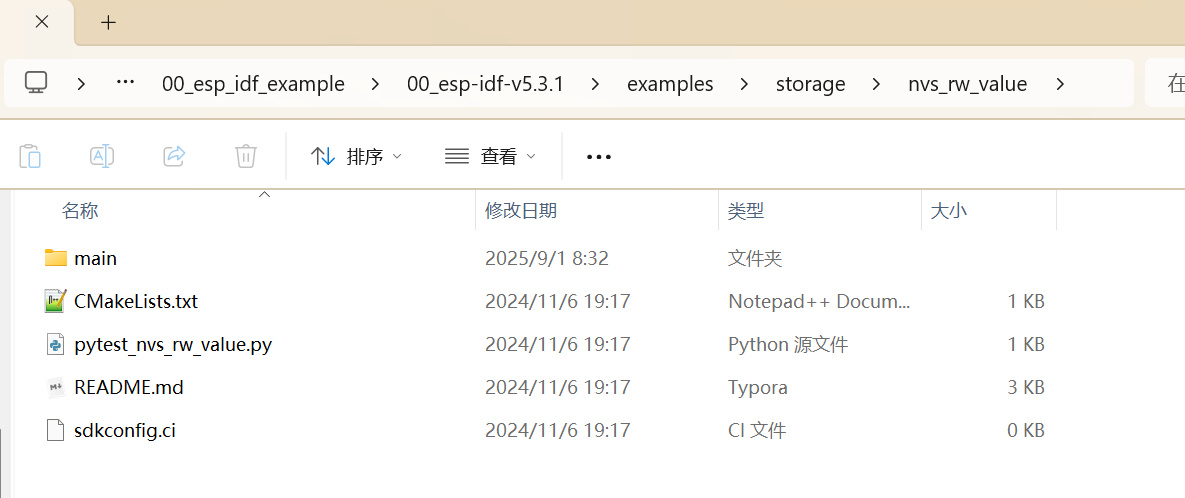 00_esp_idf_example 00_esp-idf-v5.3.1 examples storage nvs_rw_value 在
排序 查看
名称 修改日期 类型 大小
main 2025/9/1 8:32 文件夹
CMakeLists.txt 2024/11/6 19:17 Notepad++ Docum... 1 KB
pytest_nvs_rw_value.py 2024/11/6 19:17 Python 源文件 1 KB
README.md 2024/11/6 19:17 Typora 3 KB
sdkconfig.ci 2024/11/6 19:17 CI 文件 0 KB